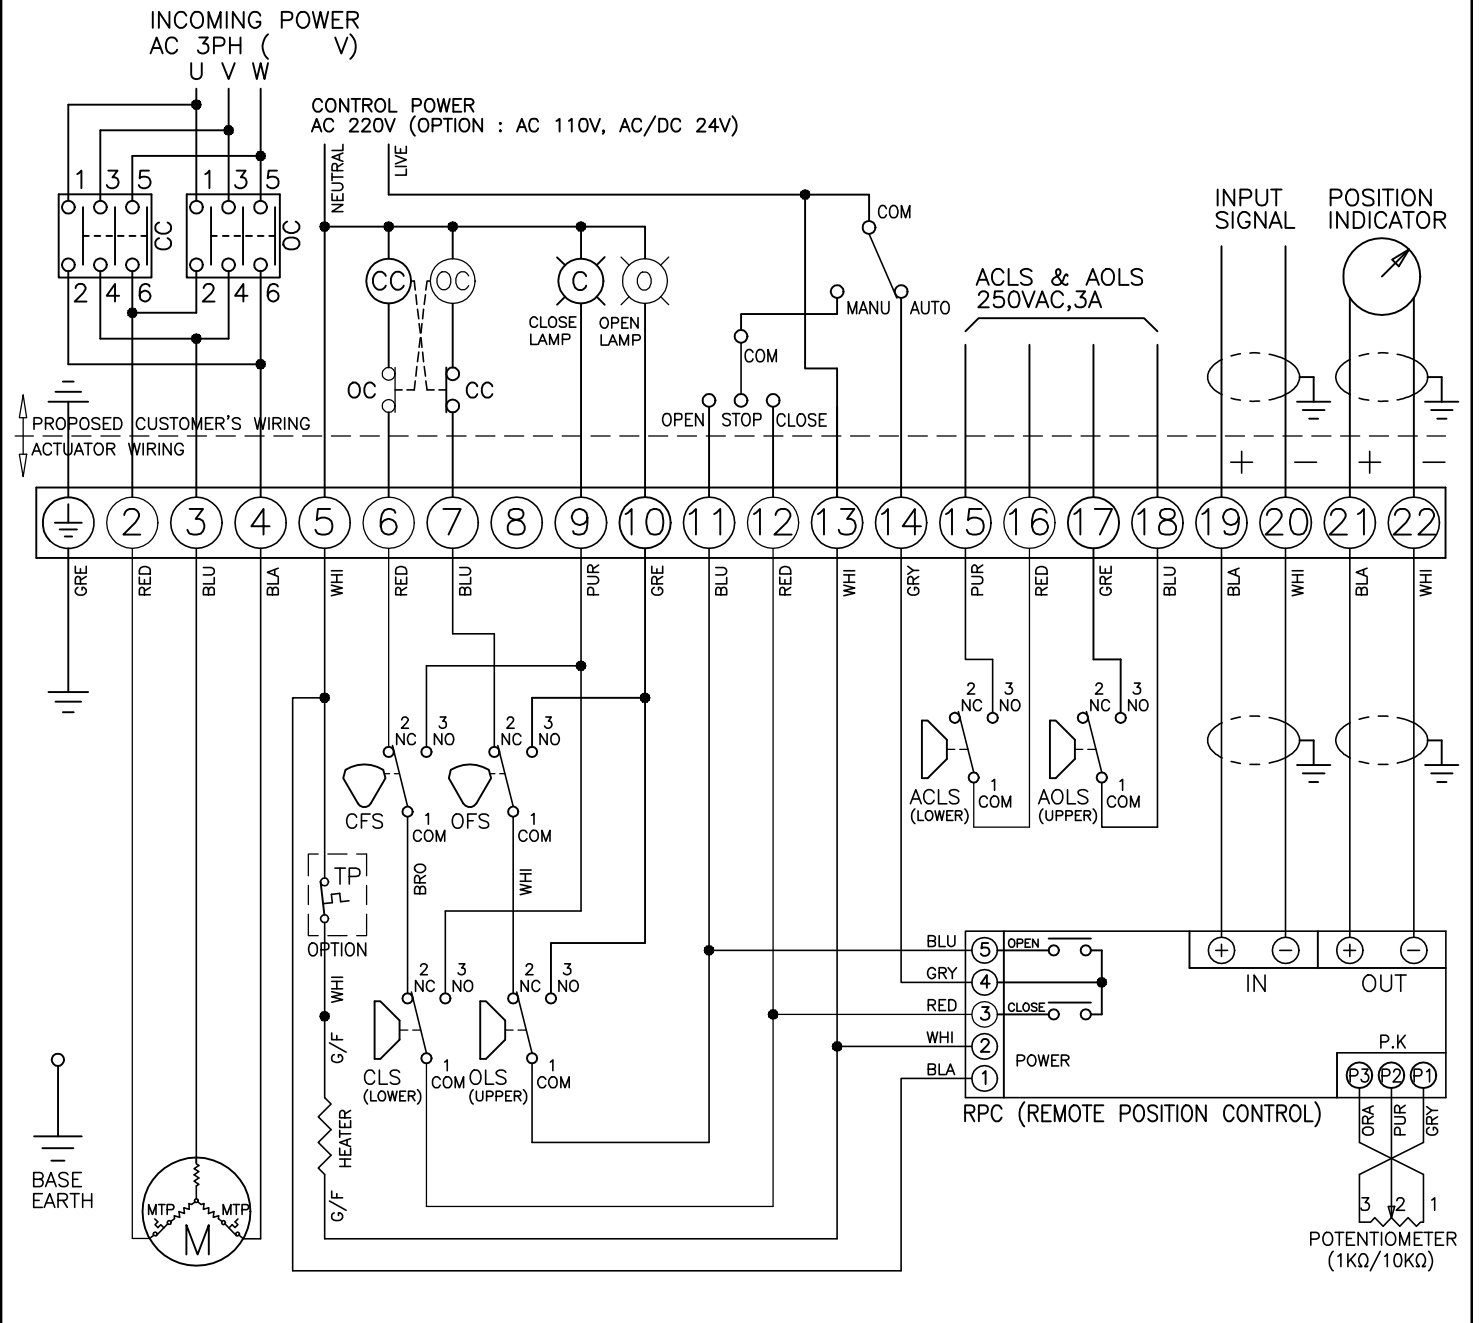 INCOMING POWER
AC 3PH ( V)
U V W
CONTROL POWER
AC 220V (OPTION : AC 110V, AC/DC 24V)
NEUTRAL
LIVE
1 3 5
1 3 5
CC
OC
2 4 6
2 4 6
CC
OC
C
O
CLOSE
LAMP
OPEN
LAMP
OC
CC
COM
MANU
AUTO
COM
OPEN STOP CLOSE
ACLS & AOLS
250VAC,3A
INPUT
SIGNAL
POSITION
INDICATOR
PROPOSED CUSTOMER'S WIRING
ACTUATOR WIRING
+ − + −
2 3 4 5 6 7 8 9 10 11 12 13 14 15 16 17 18 19 20 21 22
GRE RED BLU BLA WHI RED BLU PUR GRE BLU RED WHI GRY PUR RED GRE BLU BLA WHI BLA WHI
2 NC
3 NO
1 COM
CFS
2 NC
3 NO
1 COM
OFS
2 NC
3 NO
1 COM
ACLS
(LOWER)
2 NC
3 NO
1 COM
AOLS
(UPPER)
TP
OPTION
BRO
WHI
WHI
G/F
HEATER
G/F
2 NC
3 NO
1 COM
CLS
(LOWER)
2 NC
3 NO
1 COM
OLS
(UPPER)
BLU 5 OPEN
GRY 4
RED 3 CLOSE
WHI 2
BLA 1
POWER
+ − + −
IN OUT
P.K
P3 P2 P1
RPC (REMOTE POSITION CONTROL)
ORA PUR GRY
3 2 1
POTENTIOMETER
(1KΩ/10KΩ)
BASE
EARTH
MTP MTP
M